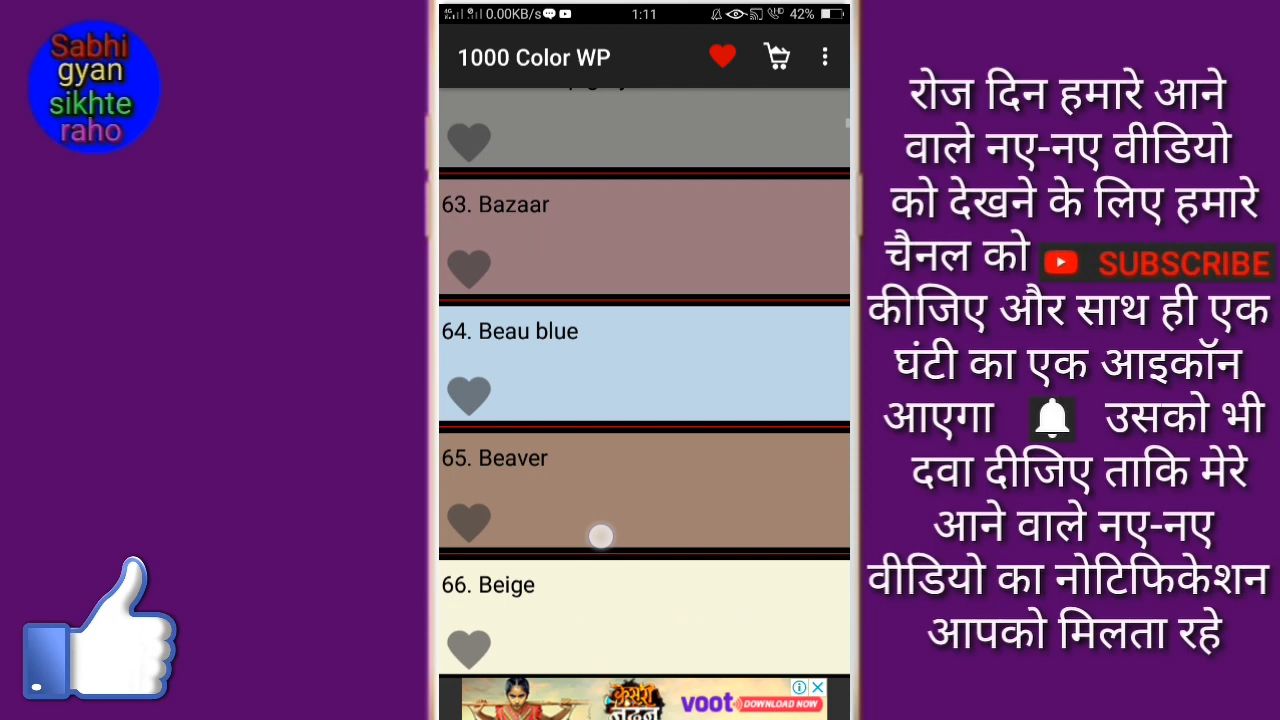 Sabhi
gyan
sikhte
raho
0.00KB/s
1:11
42%
1000 Color WP
63. Bazaar
64. Beau blue
65. Beaver
66. Beige
voot
DOWNLOAD NOW
रोज दिन हमारे आने
वाले नए-नए वीडियो
को देखने के लिए हमारे
चैनल को SUBSCRIBE
कीजिए और साथ ही एक
घंटी का एक आइकॉन
आएगा उसको भी
दवा दीजिए ताकि मेरे
आने वाले नए-नए
वीडियो का नोटिफिकेशन
आपको मिलता रहे